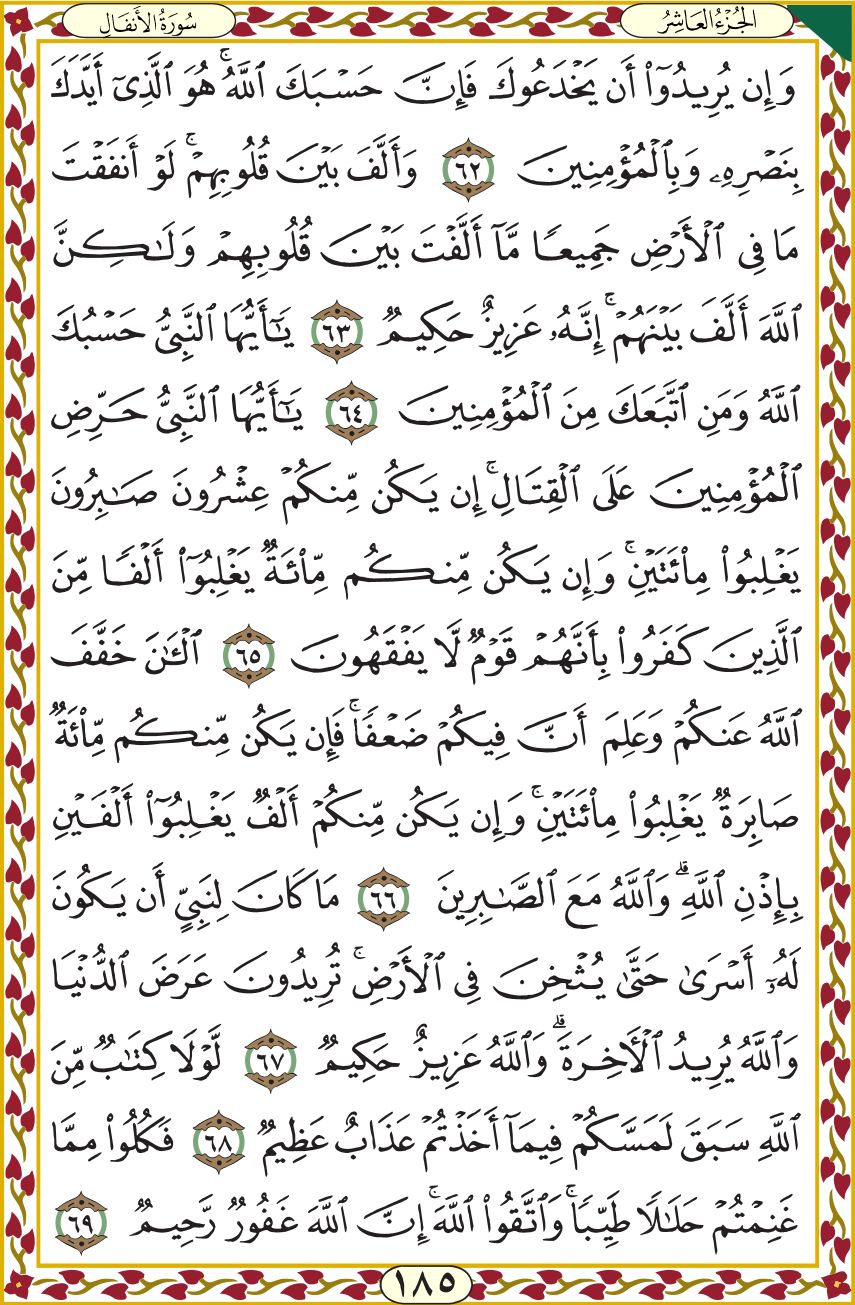 الجُزْءُ العَاشِرُ
سُورَةُ الأَنفَالِ
وَإِن يُرِيدُوٓا۟ أَن يَخْدَعُوكَ فَإِنَّ حَسْبَكَ ٱللَّهُ ۚ هُوَ ٱلَّذِىٓ أَيَّدَكَ
بِنَصْرِهِۦ وَبِٱلْمُؤْمِنِينَ ٦٢ وَأَلَّفَ بَيْنَ قُلُوبِهِمْ ۚ لَوْ أَنفَقْتَ
مَا فِى ٱلْأَرْضِ جَمِيعًا مَّآ أَلَّفْتَ بَيْنَ قُلُوبِهِمْ وَلَـٰكِنَّ
ٱللَّهَ أَلَّفَ بَيْنَهُمْ ۚ إِنَّهُۥ عَزِيزٌ حَكِيمٌ ٦٣ يَـٰٓأَيُّهَا ٱلنَّبِىُّ حَسْبُكَ
ٱللَّهُ وَمَنِ ٱتَّبَعَكَ مِنَ ٱلْمُؤْمِنِينَ ٦٤ يَـٰٓأَيُّهَا ٱلنَّبِىُّ حَرِّضِ
ٱلْمُؤْمِنِينَ عَلَى ٱلْقِتَالِ ۚ إِن يَكُن مِّنكُمْ عِشْرُونَ صَـٰبِرُونَ
يَغْلِبُوا۟ مِا۟ئَتَيْنِ ۚ وَإِن يَكُن مِّنكُم مِّا۟ئَةٌ يَغْلِبُوٓا۟ أَلْفًا مِّنَ
ٱلَّذِينَ كَفَرُوا۟ بِأَنَّهُمْ قَوْمٌ لَّا يَفْقَهُونَ ٦٥ ٱلْـَٔـٰنَ خَفَّفَ
ٱللَّهُ عَنكُمْ وَعَلِمَ أَنَّ فِيكُمْ ضَعْفًا ۚ فَإِن يَكُن مِّنكُم مِّا۟ئَةٌ
صَابِرَةٌ يَغْلِبُوا۟ مِا۟ئَتَيْنِ ۚ وَإِن يَكُن مِّنكُمْ أَلْفٌ يَغْلِبُوٓا۟ أَلْفَيْنِ
بِإِذْنِ ٱللَّهِ ۗ وَٱللَّهُ مَعَ ٱلصَّـٰبِرِينَ ٦٦ مَا كَانَ لِنَبِىٍّ أَن يَكُونَ
لَهُۥٓ أَسْرَىٰ حَتَّىٰ يُثْخِنَ فِى ٱلْأَرْضِ ۚ تُرِيدُونَ عَرَضَ ٱلدُّنْيَا
وَٱللَّهُ يُرِيدُ ٱلْـَٔاخِرَةَ ۗ وَٱللَّهُ عَزِيزٌ حَكِيمٌ ٦٧ لَّوْلَا كِتَـٰبٌ مِّنَ
ٱللَّهِ سَبَقَ لَمَسَّكُمْ فِيمَآ أَخَذْتُمْ عَذَابٌ عَظِيمٌ ٦٨ فَكُلُوا۟ مِمَّا
غَنِمْتُمْ حَلَـٰلًا طَيِّبًا ۚ وَٱتَّقُوا۟ ٱللَّهَ ۚ إِنَّ ٱللَّهَ غَفُورٌ رَّحِيمٌ ٦٩
١٨٥